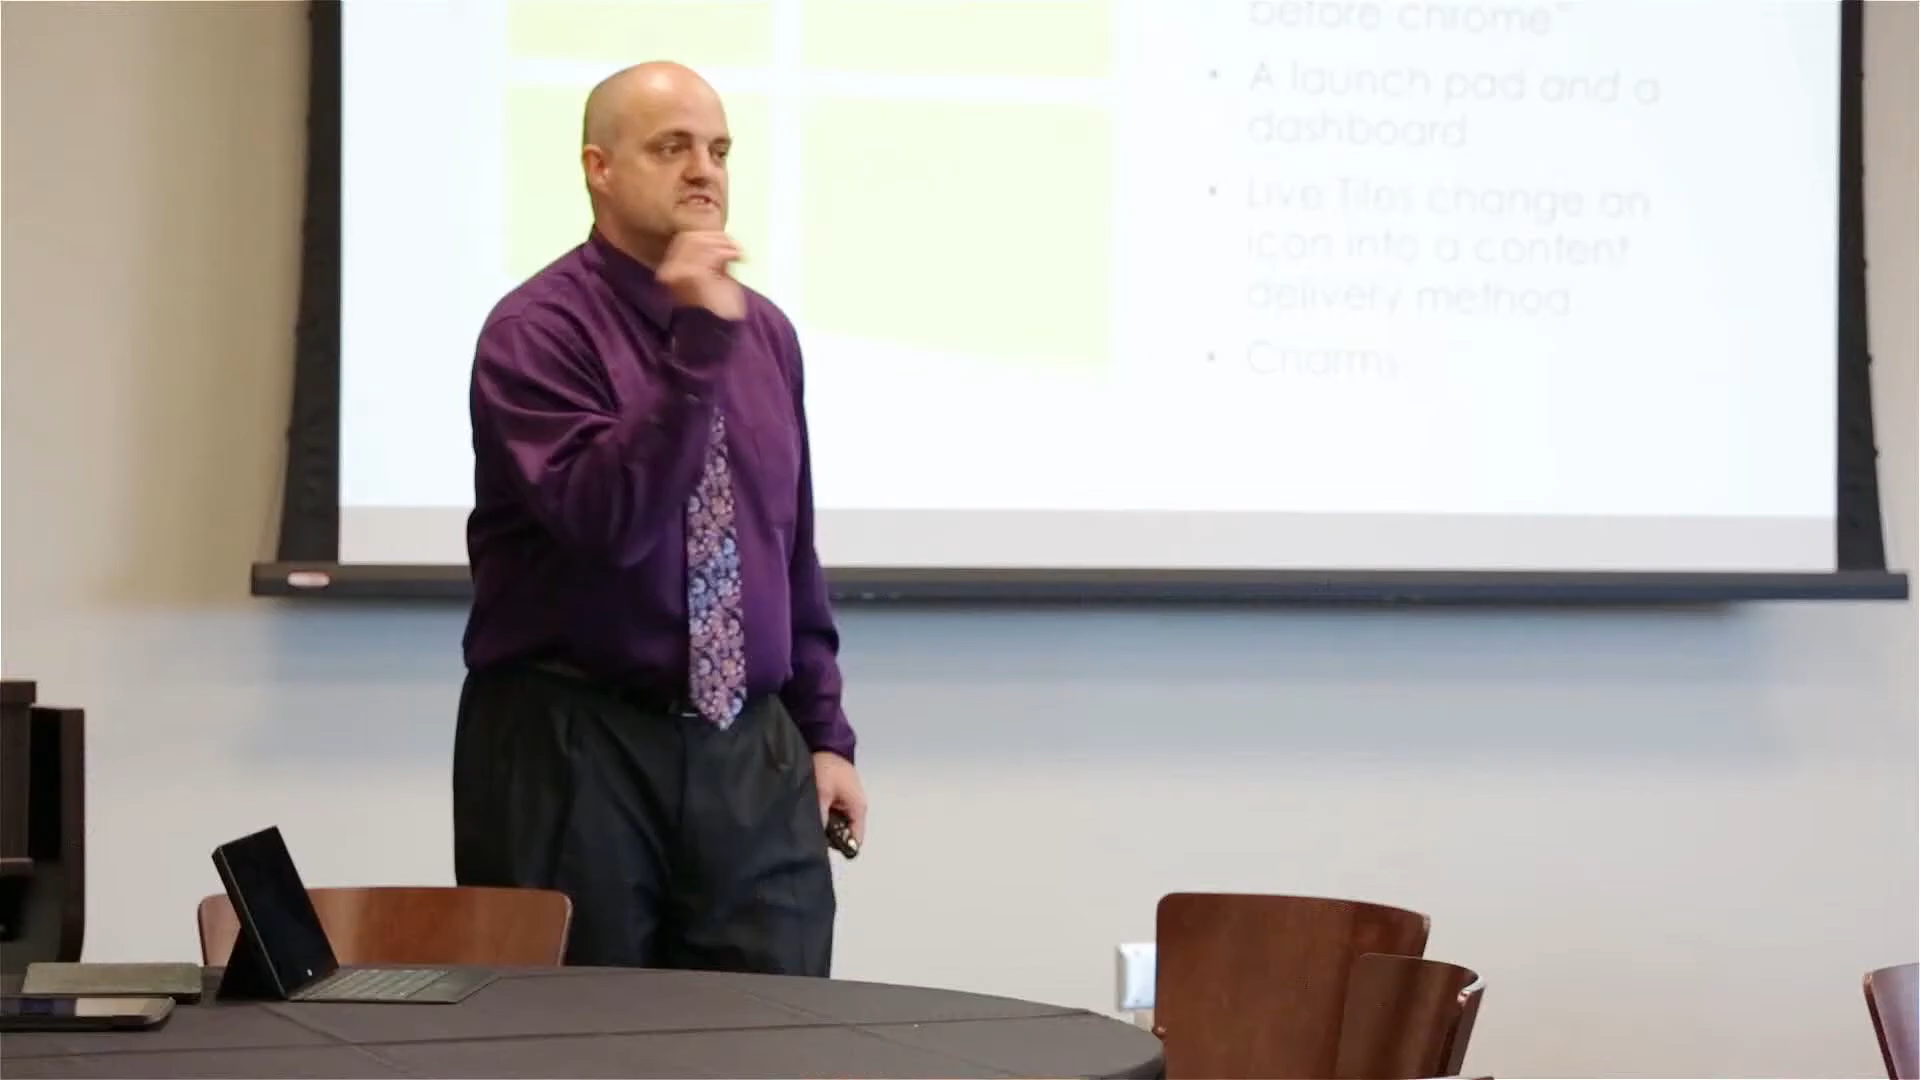 before chrome"
• A launch pad and a
dashboard
• Live Tiles change an
icon into a content
delivery method
• Charms